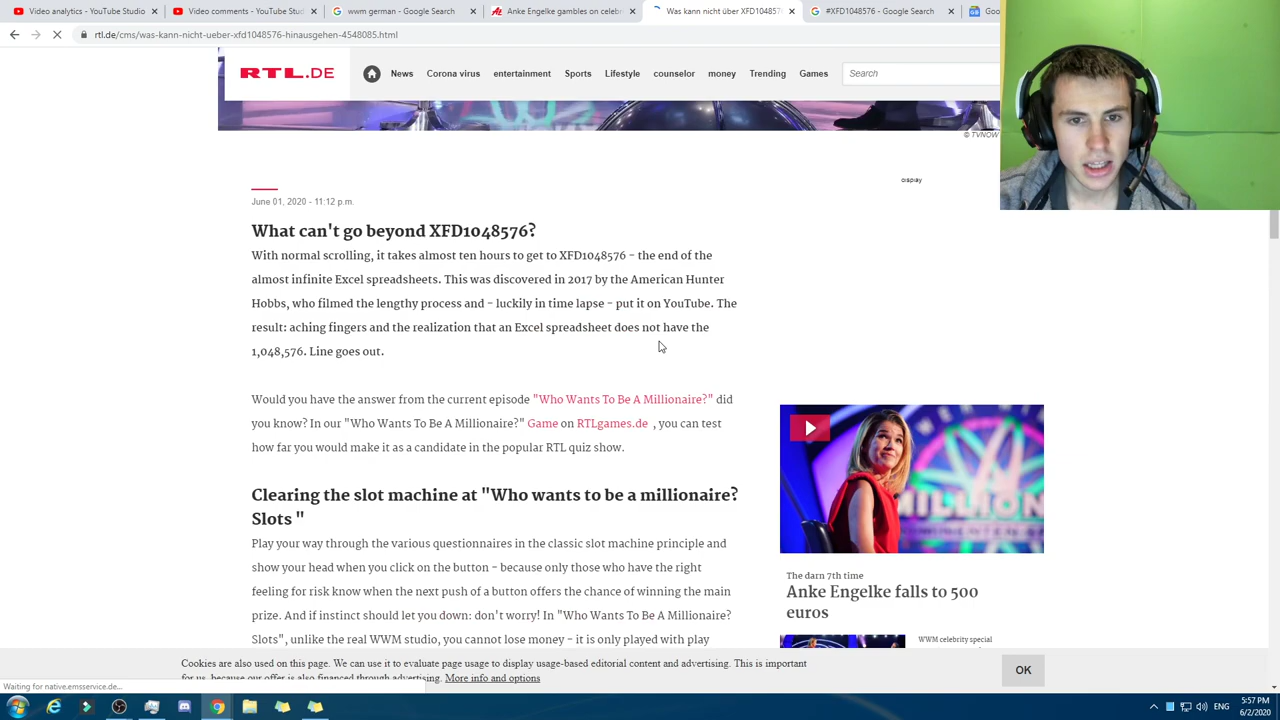 Video analytics - YouTube Studio
Video comments - YouTube Studi
wwm german - Google Search
Anke Engelke gambles on celebr
Was kann nicht über XFD1048576
#XFD1048576 - Google Search
Goo
rtl.de/cms/was-kann-nicht-ueber-xfd1048576-hinausgehen-4548085.html
RTL.DE
News
Corona virus
entertainment
Sports
Lifestyle
counselor
money
Trending
Games
Search
© TVNOW
display
June 01, 2020 - 11:12 p.m.
What can't go beyond XFD1048576?
With normal scrolling, it takes almost ten hours to get to XFD1048576 - the end of the
almost infinite Excel spreadsheets. This was discovered in 2017 by the American Hunter
Hobbs, who filmed the lengthy process and - luckily in time lapse - put it on YouTube. The
result: aching fingers and the realization that an Excel spreadsheet does not have the
1,048,576. Line goes out.
Would you have the answer from the current episode "Who Wants To Be A Millionaire?" did
you know? In our "Who Wants To Be A Millionaire?" Game on RTLgames.de , you can test
how far you would make it as a candidate in the popular RTL quiz show.
Clearing the slot machine at "Who wants to be a millionaire?
Slots "
Play your way through the various questionnaires in the classic slot machine principle and
show your head when you click on the button - because only those who have the right
feeling for risk know when the next push of a button offers the chance of winning the main
prize. And if instinct should let you down: don't worry! In "Who Wants To Be A Millionaire?
Slots", unlike the real WWM studio, you cannot lose money - it is only played with play
MILLION
The darn 7th time
Anke Engelke falls to 500
euros
WWM celebrity special
Cookies are also used on this page. We can use it to evaluate page usage to display usage-based editorial content and advertising. This is important
for us, because our offer is also financed through advertising. More info and options
OK
Waiting for native.emsservice.de...
ENG
5:57 PM
6/2/2020